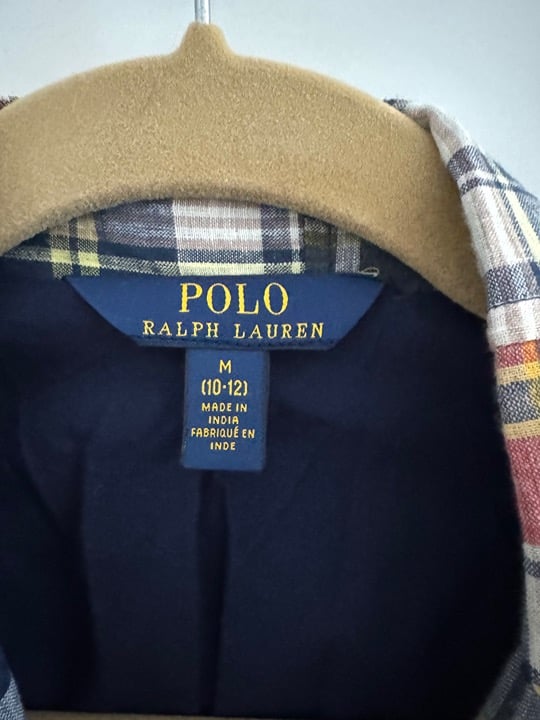 POLO
RALPH LAUREN
M
(10-12)
MADE IN
INDIA
FABRIQUÉ EN
INDE